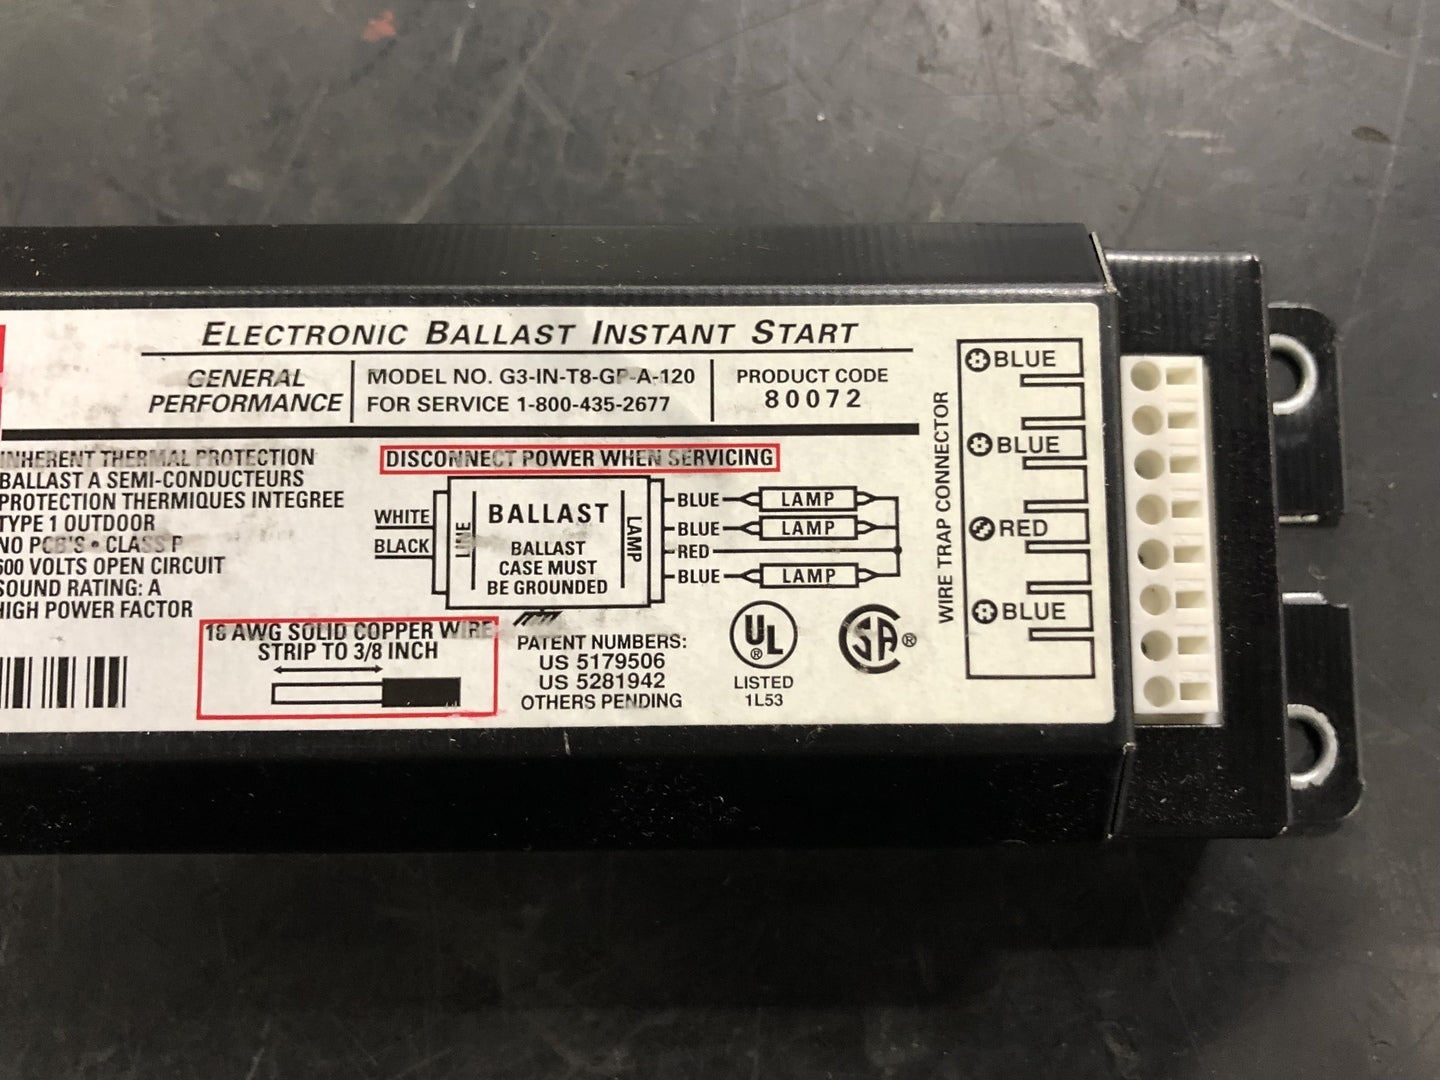 ELECTRONIC BALLAST INSTANT START
GENERAL
PERFORMANCE
MODEL NO. G3-IN-T8-GP-A-120
FOR SERVICE 1-800-435-2677
PRODUCT CODE
80072
INHERENT THERMAL PROTECTION
BALLAST A SEMI-CONDUCTEURS
PROTECTION THERMIQUES INTEGREE
TYPE 1 OUTDOOR
NO PCB'S • CLASS P
600 VOLTS OPEN CIRCUIT
SOUND RATING: A
HIGH POWER FACTOR
DISCONNECT POWER WHEN SERVICING
WHITE
BLACK
LINE
BALLAST
BALLAST
CASE MUST
BE GROUNDED
LAMP
BLUE LAMP
BLUE LAMP
RED
BLUE LAMP
18 AWG SOLID COPPER WIRE
STRIP TO 3/8 INCH
PATENT NUMBERS:
US 5179506
US 5281942
OTHERS PENDING
UL ®
LISTED
1L53
SA ®
WIRE TRAP CONNECTOR
BLUE
BLUE
RED
BLUE